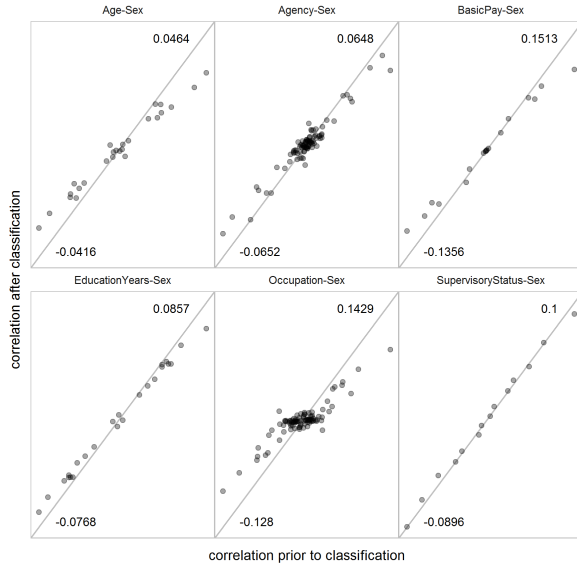 Age-Sex
Agency-Sex
BasicPay-Sex
0.0464
0.0648
0.1513
-0.0416
-0.0652
-0.1356
EducationYears-Sex
Occupation-Sex
SupervisoryStatus-Sex
0.0857
0.1429
0.1
-0.0768
-0.128
-0.0896
correlation after classification
correlation prior to classification